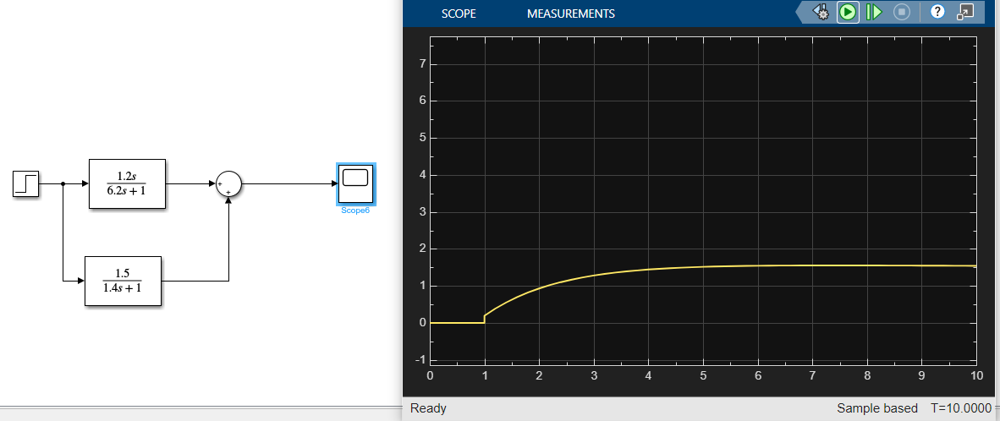 SCOPE MEASUREMENTS ?
1.2s
6.2s + 1
+
+
Scope6
1.5
1.4s + 1
7
6
5
4
3
2
1
0
-1
0 1 2 3 4 5 6 7 8 9 10
Ready Sample based T=10.0000